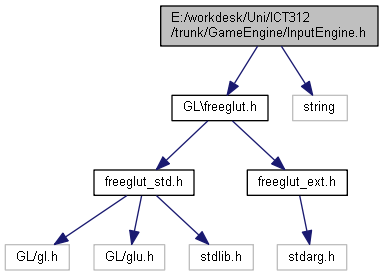 E:/workdesk/Uni/ICT312
/trunk/GameEngine/InputEngine.h
GL\freeglut.h
string
freeglut_std.h
freeglut_ext.h
GL/gl.h
GL/glu.h
stdlib.h
stdarg.h